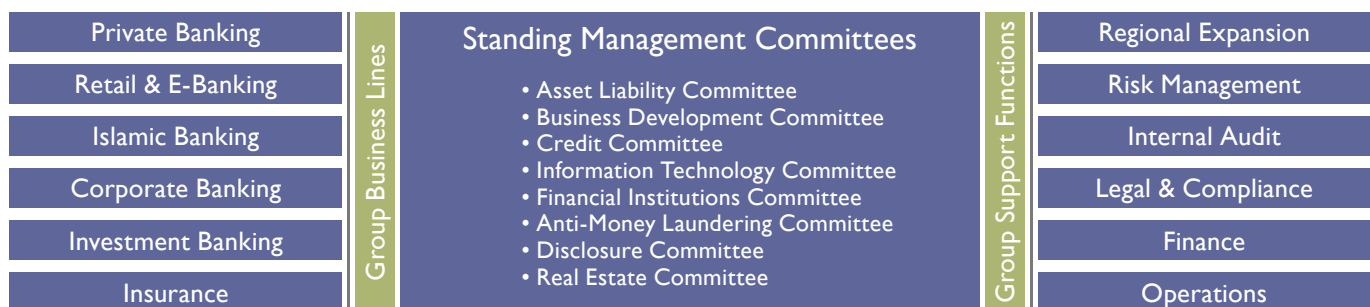 Private Banking
Retail & E-Banking
Islamic Banking
Corporate Banking
Investment Banking
Insurance
Group Business Lines
Standing Management Committees
• Asset Liability Committee
• Business Development Committee
• Credit Committee
• Information Technology Committee
• Financial Institutions Committee
• Anti-Money Laundering Committee
• Disclosure Committee
• Real Estate Committee
Group Support Functions
Regional Expansion
Risk Management
Internal Audit
Legal & Compliance
Finance
Operations